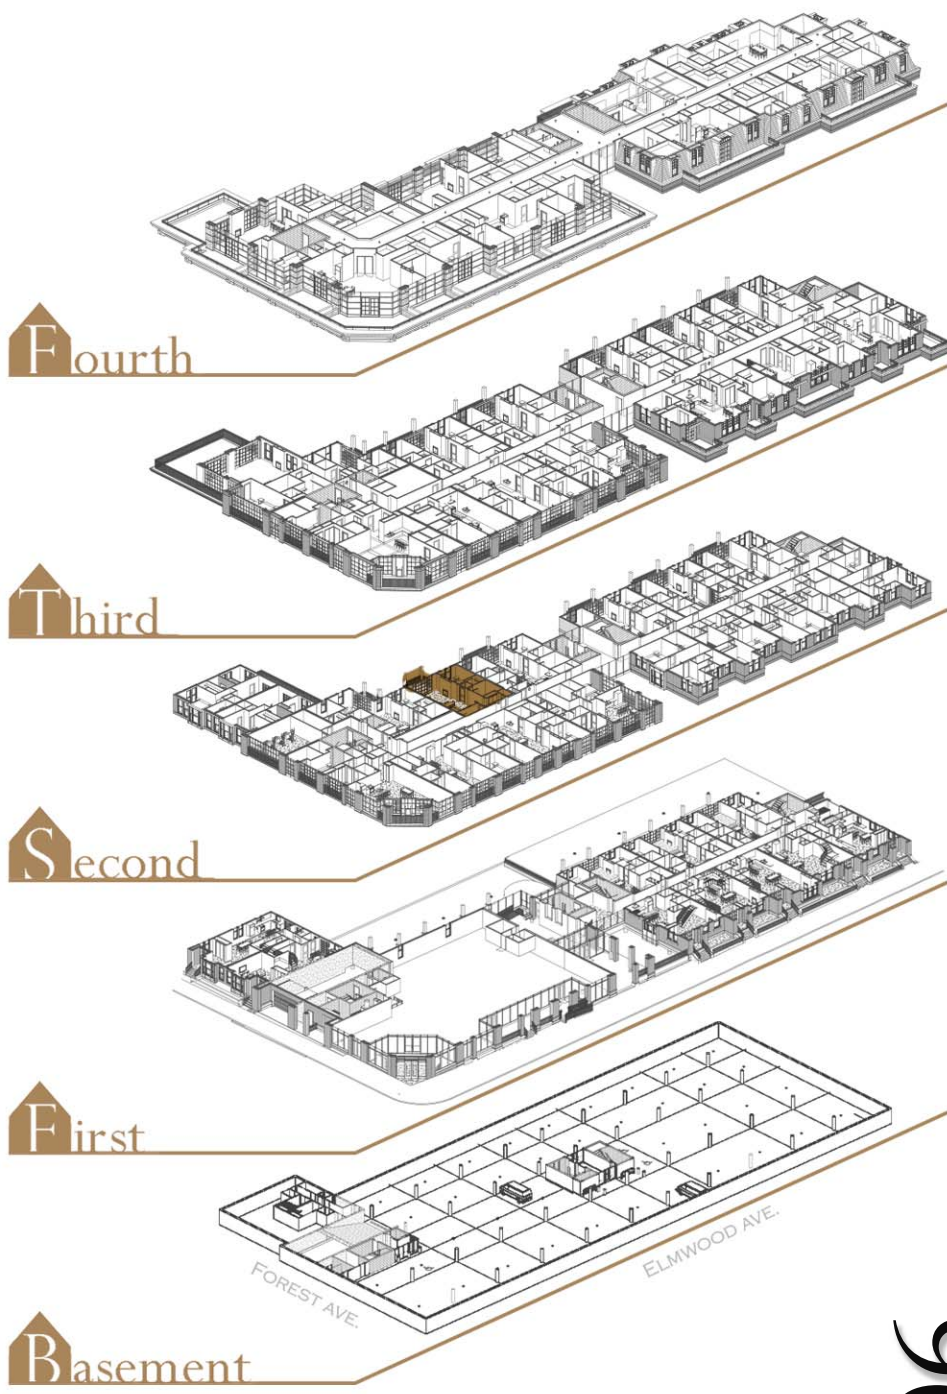 Fourth
Third
Second
First
FOREST AVE.
ELMWOOD AVE.
Basement